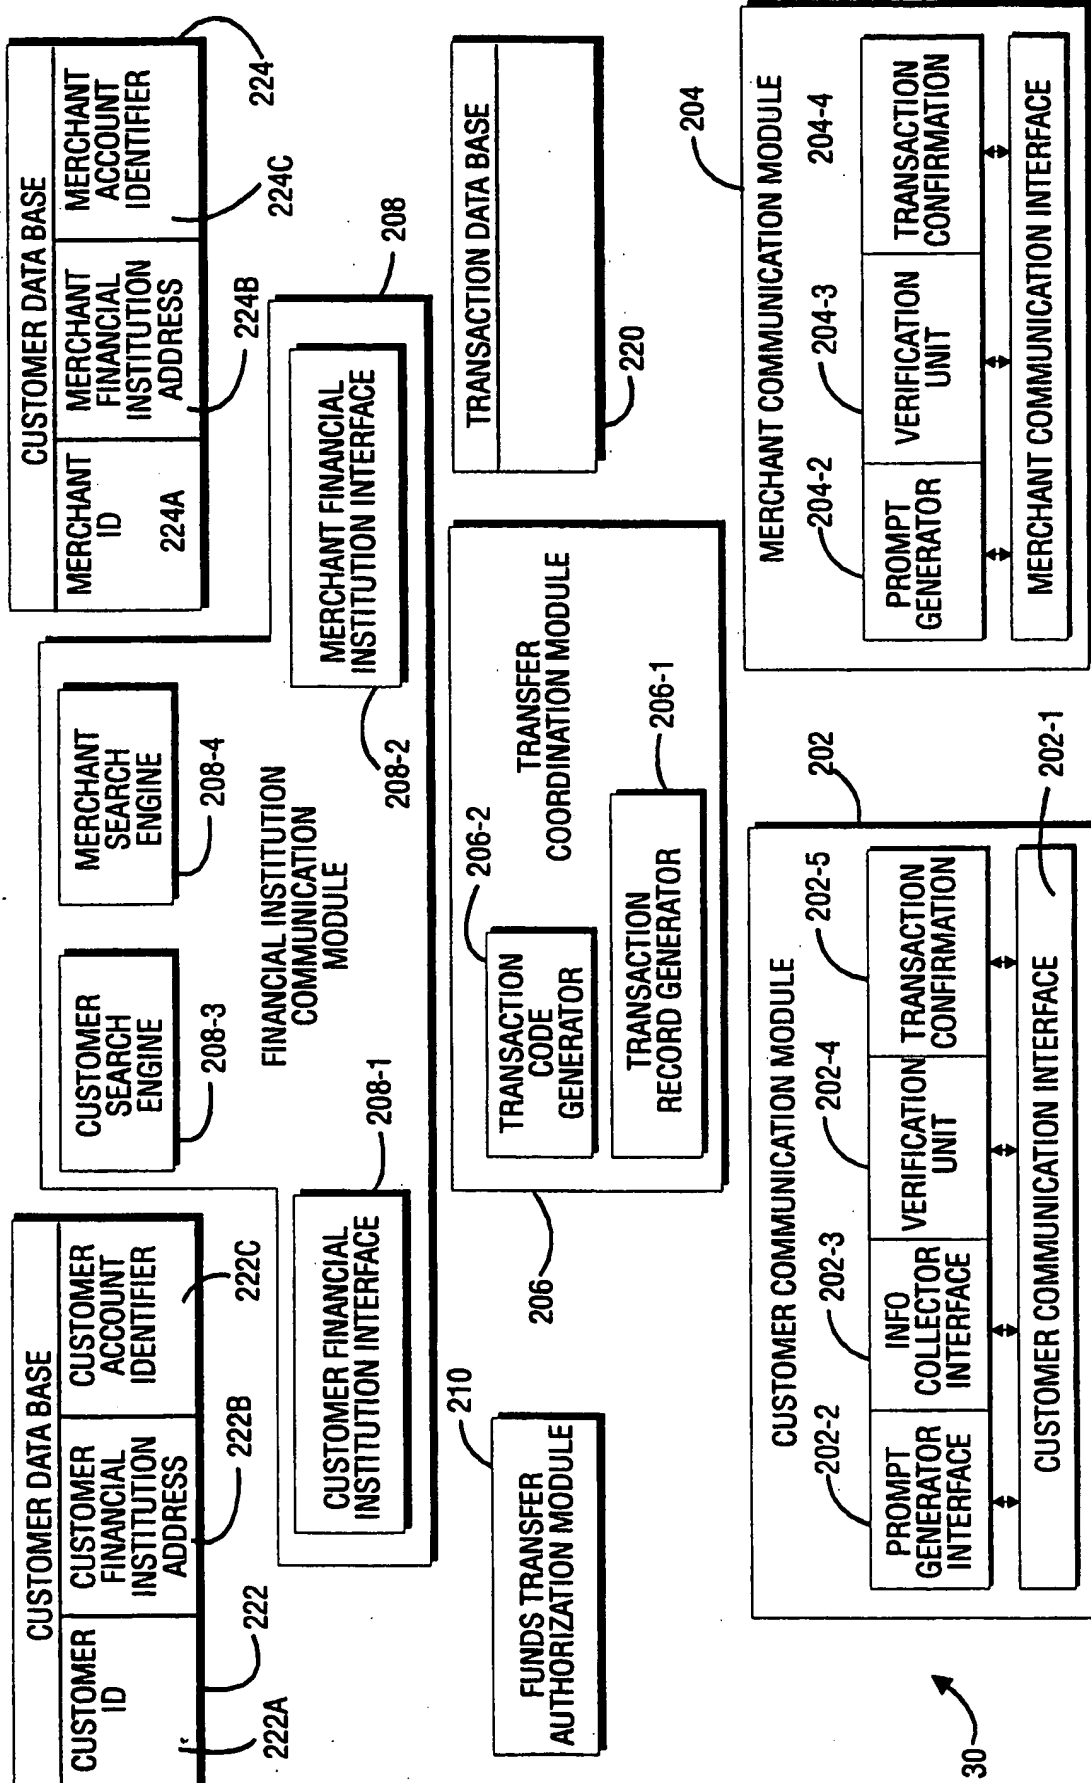 CUSTOMER DATA BASE
CUSTOMER
ID
CUSTOMER
FINANCIAL
INSTITUTION
ADDRESS
CUSTOMER
ACCOUNT
IDENTIFIER
222A
222
222B
222C
CUSTOMER
SEARCH
ENGINE
208-3
MERCHANT
SEARCH
ENGINE
208-4
FINANCIAL INSTITUTION
COMMUNICATION
MODULE
208-1
CUSTOMER FINANCIAL
INSTITUTION INTERFACE
208-2
MERCHANT FINANCIAL
INSTITUTION INTERFACE
208
CUSTOMER DATA BASE
MERCHANT
ID
224A
MERCHANT
FINANCIAL
INSTITUTION
ADDRESS
MERCHANT
ACCOUNT
IDENTIFIER
224B
224C
224
210
FUNDS TRANSFER
AUTHORIZATION MODULE
206
TRANSACTION
CODE
GENERATOR
206-2
TRANSFER
COORDINATION MODULE
TRANSACTION
RECORD GENERATOR
206-1
TRANSACTION DATA BASE
220
30
CUSTOMER COMMUNICATION MODULE
202
202-2
202-3
202-4
202-5
PROMPT
GENERATOR
INTERFACE
INFO
COLLECTOR
INTERFACE
VERIFICATION
UNIT
TRANSACTION
CONFIRMATION
CUSTOMER COMMUNICATION INTERFACE
202-1
MERCHANT COMMUNICATION MODULE
204
204-2
204-3
204-4
PROMPT
GENERATOR
VERIFICATION
UNIT
TRANSACTION
CONFIRMATION
MERCHANT COMMUNICATION INTERFACE